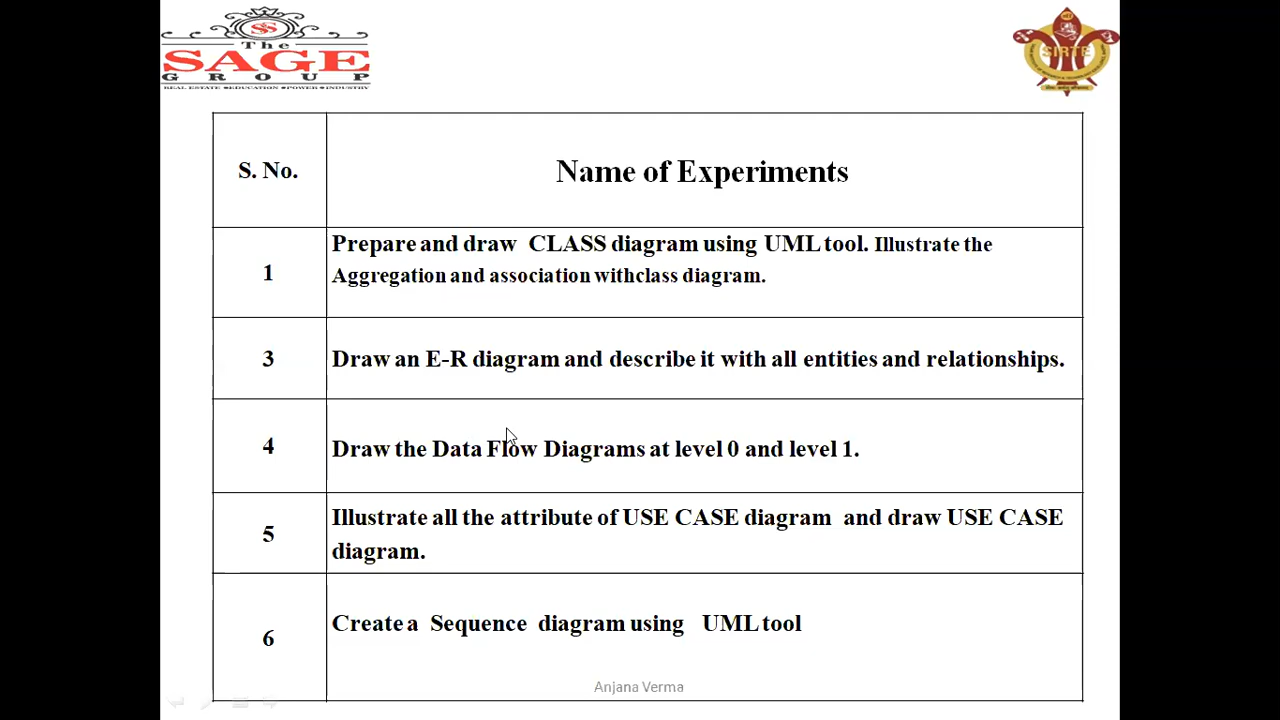 The
SAGE
GROUP
REAL ESTATE •EDUCATION •POWER •INDUSTRY
SIRTE
S. No.
Name of Experiments
1
Prepare and draw CLASS diagram using UML tool. Illustrate the
Aggregation and association withclass diagram.
3
Draw an E-R diagram and describe it with all entities and relationships.
4
Draw the Data Flow Diagrams at level 0 and level 1.
5
Illustrate all the attribute of USE CASE diagram and draw USE CASE
diagram.
6
Create a Sequence diagram using UML tool
Anjana Verma